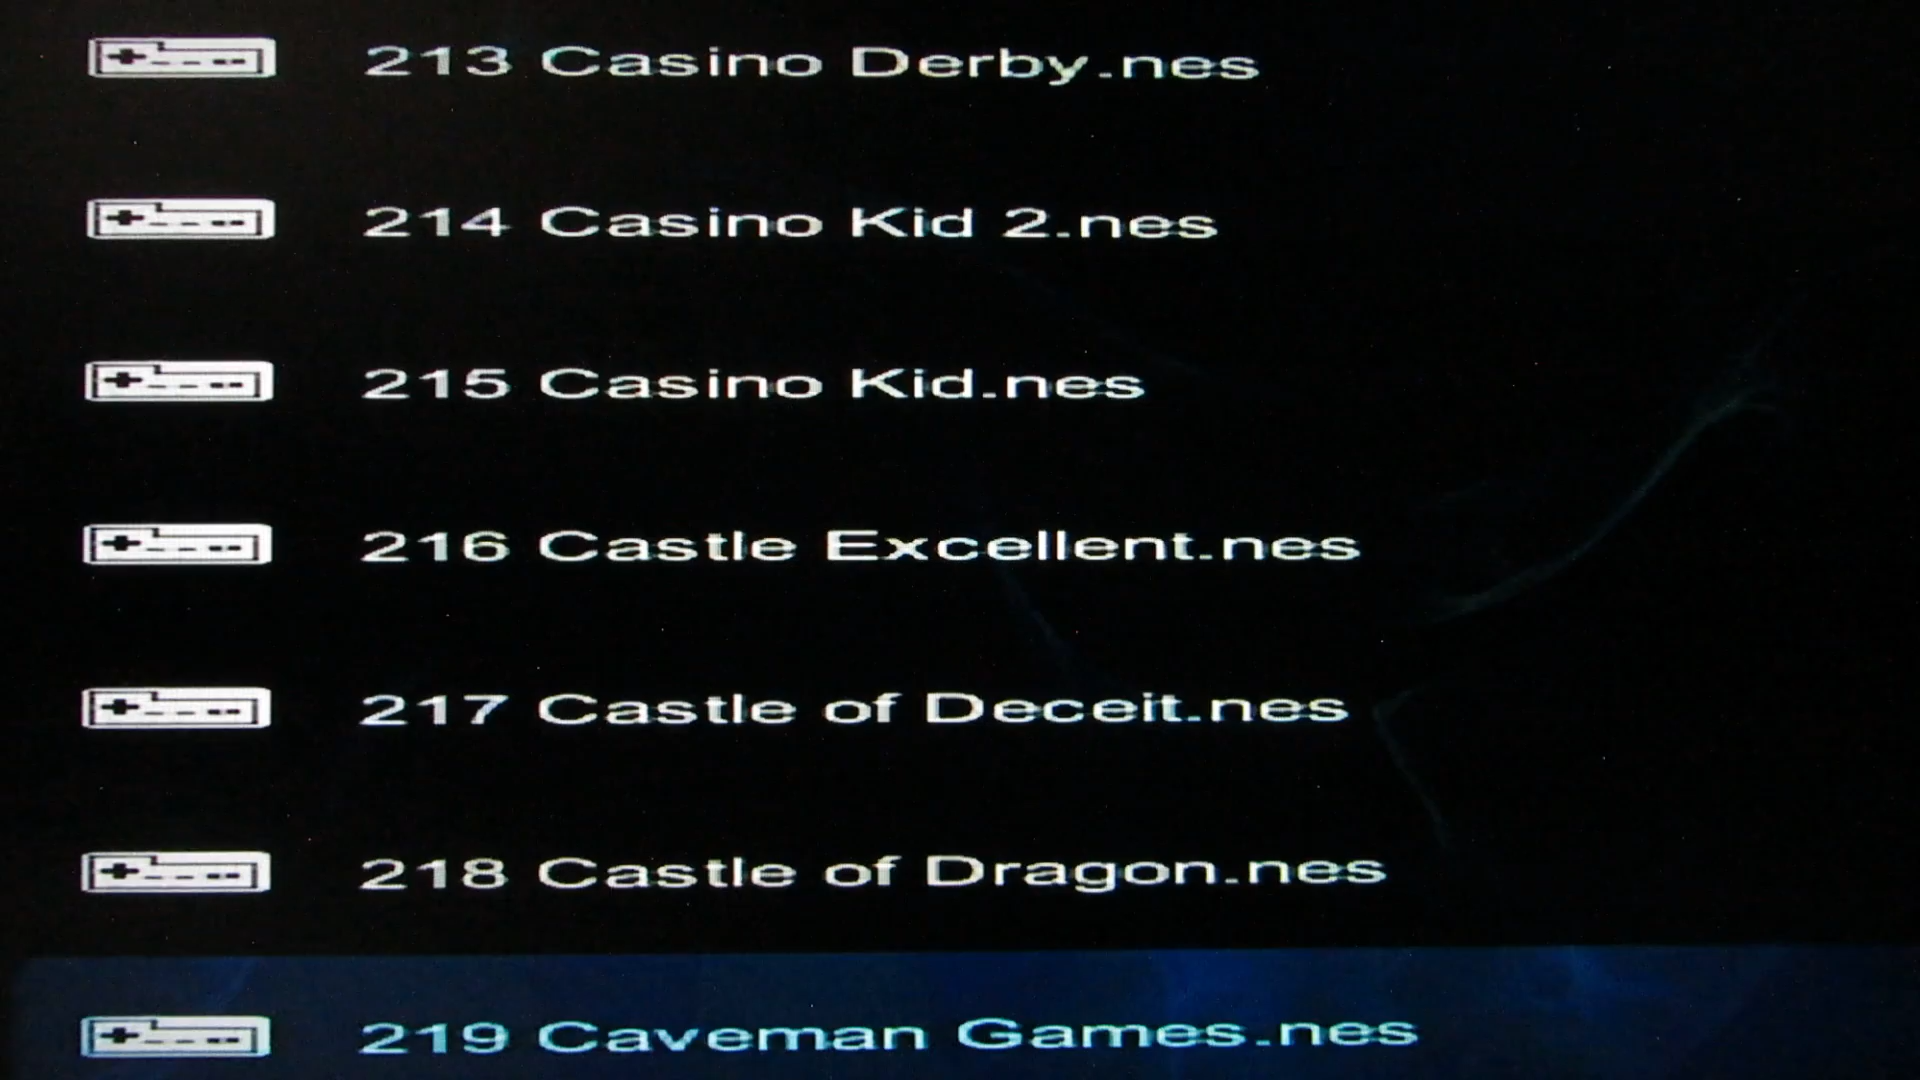 213 Casino Derby.nes
214 Casino Kid 2.nes
215 Casino Kid.nes
216 Castle Excellent.nes
217 Castle of Deceit.nes
218 Castle of Dragon.nes
219 Caveman Games.nes